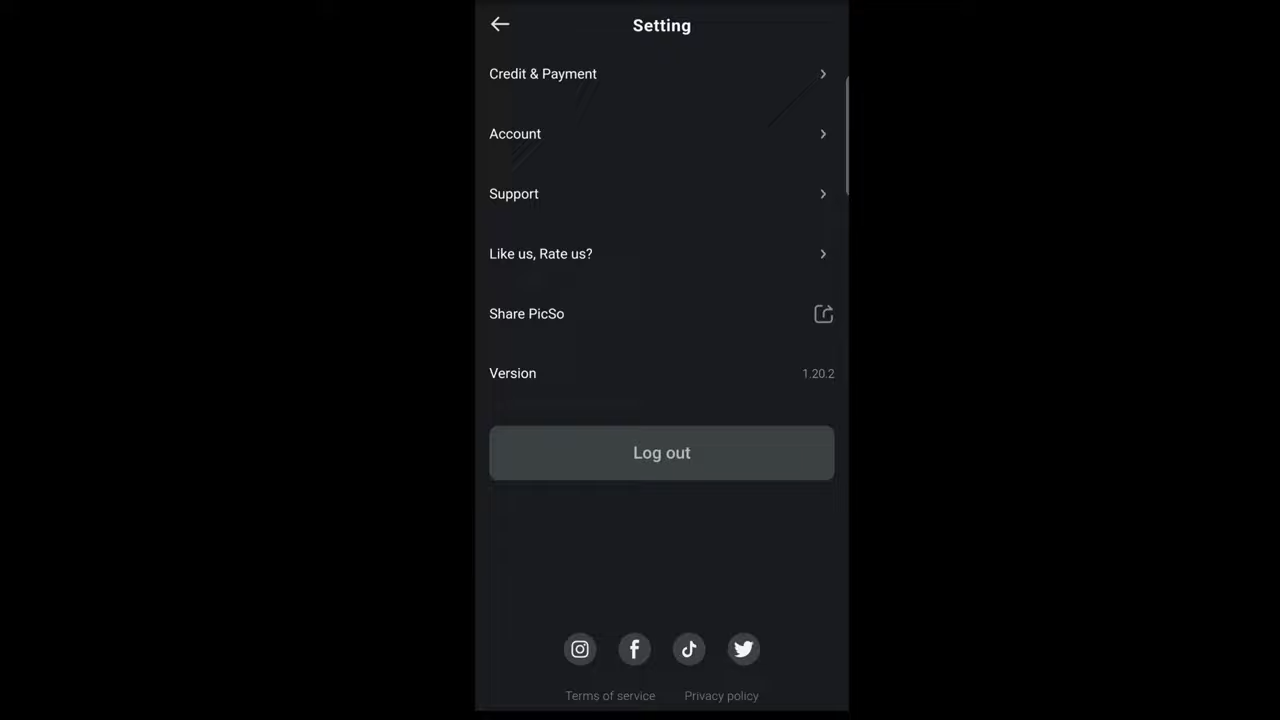 Setting
Credit & Payment
Account
Support
Like us, Rate us?
Share PicSo
Version 1.20.2
Log out
Terms of service Privacy policy